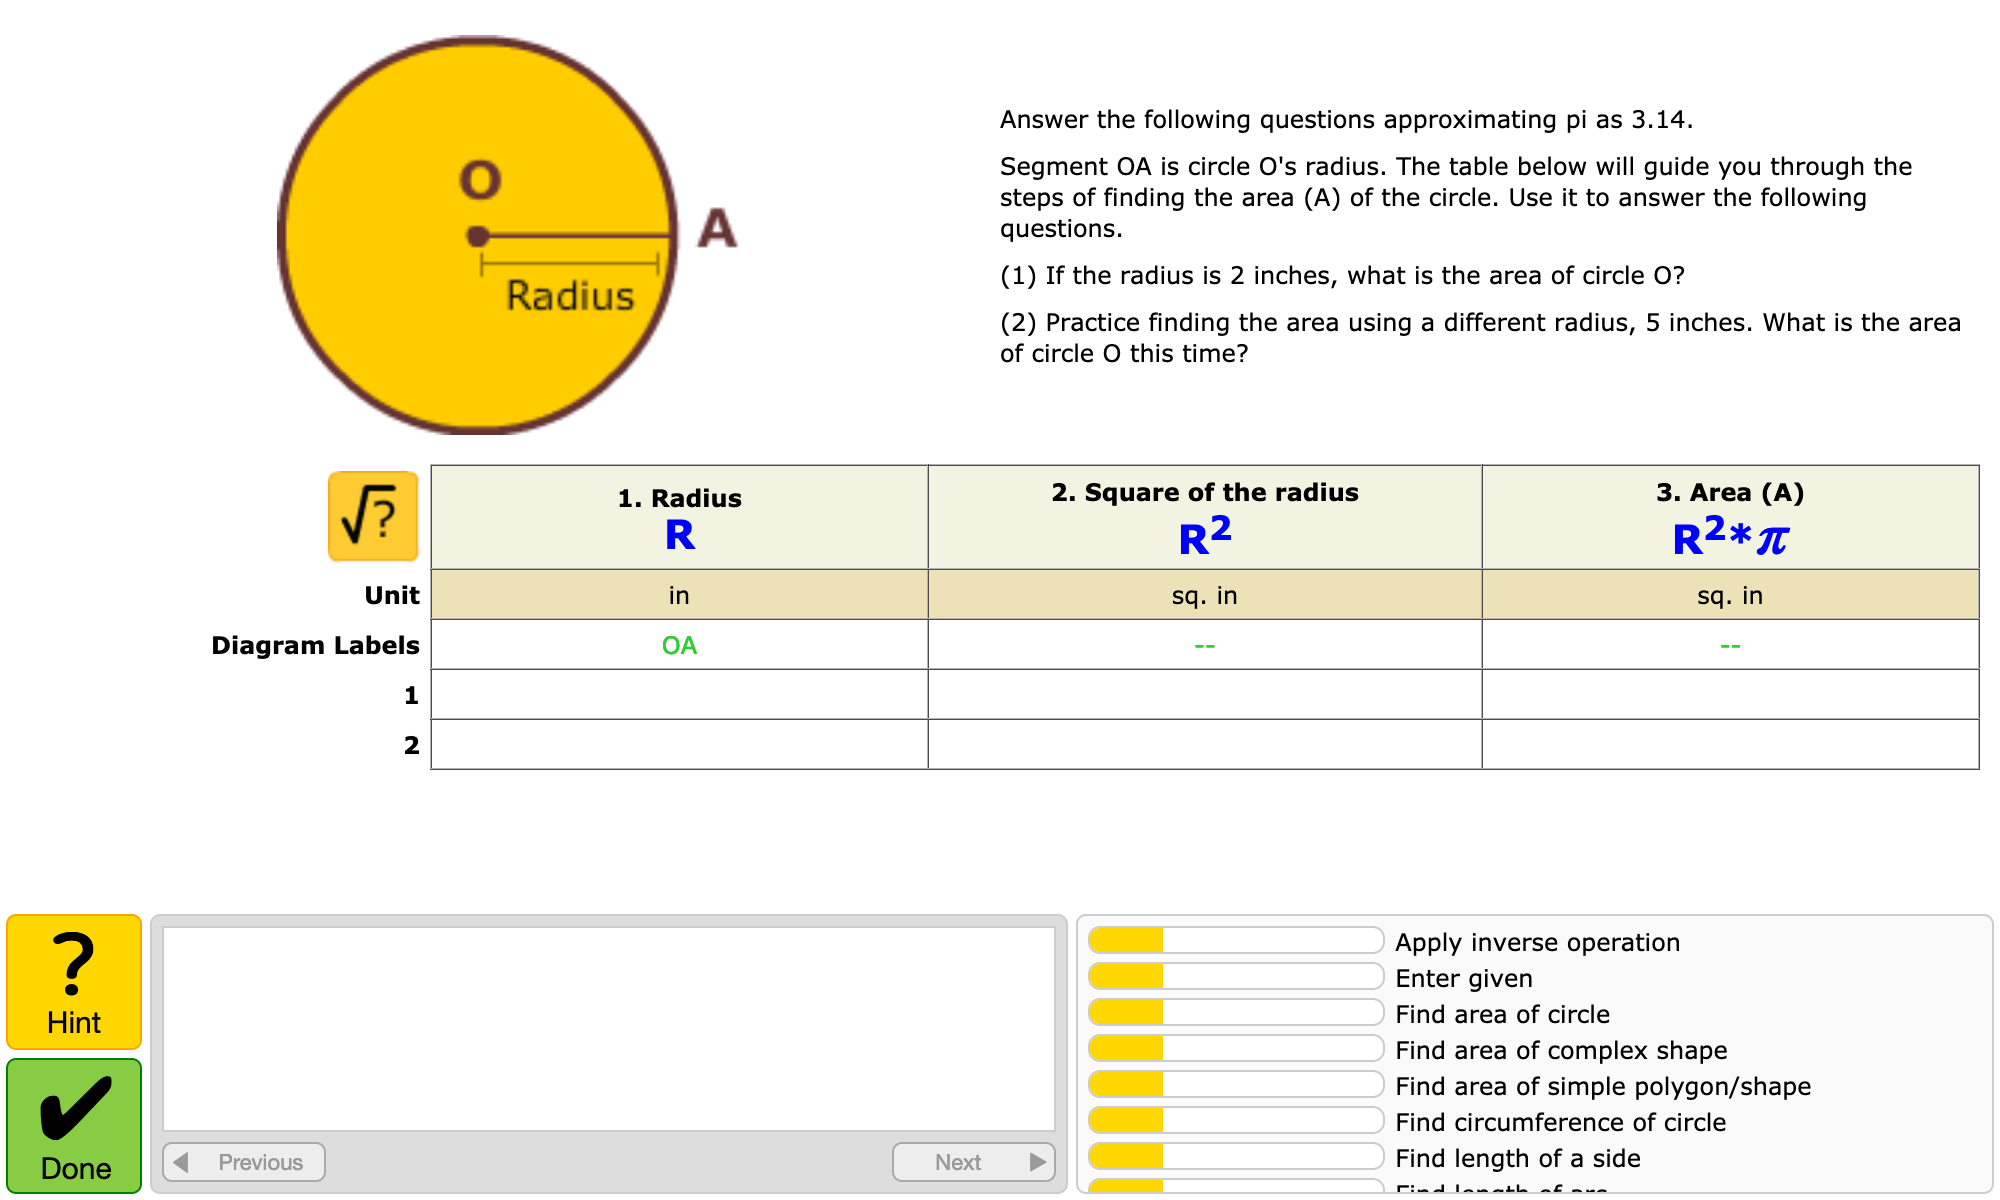 O
A
Radius
Answer the following questions approximating pi as 3.14.
Segment OA is circle O's radius. The table below will guide you through the
steps of finding the area (A) of the circle. Use it to answer the following
questions.
(1) If the radius is 2 inches, what is the area of circle O?
(2) Practice finding the area using a different radius, 5 inches. What is the area
of circle O this time?
√?
1. Radius
R
2. Square of the radius
R²
3. Area (A)
R²*π
Unit
in
sq. in
sq. in
Diagram Labels
OA
--
--
1
2
?
Hint
Done
Previous
Next
Apply inverse operation
Enter given
Find area of circle
Find area of complex shape
Find area of simple polygon/shape
Find circumference of circle
Find length of a side
Find length of arc